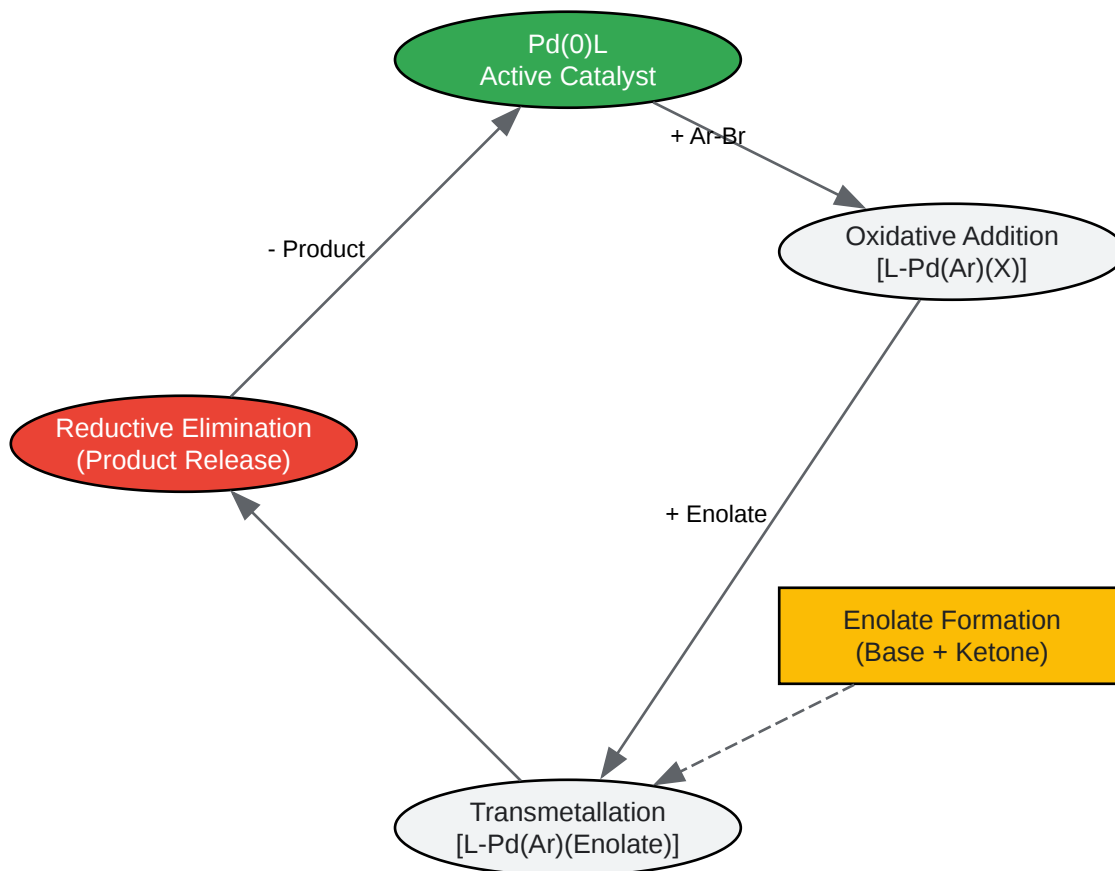 Pd(0)L
Active Catalyst
+ Ar-Br
Oxidative Addition
[L-Pd(Ar)(X)]
- Product
Reductive Elimination
(Product Release)
+ Enolate
Enolate Formation
(Base + Ketone)
Transmetallation
[L-Pd(Ar)(Enolate)]